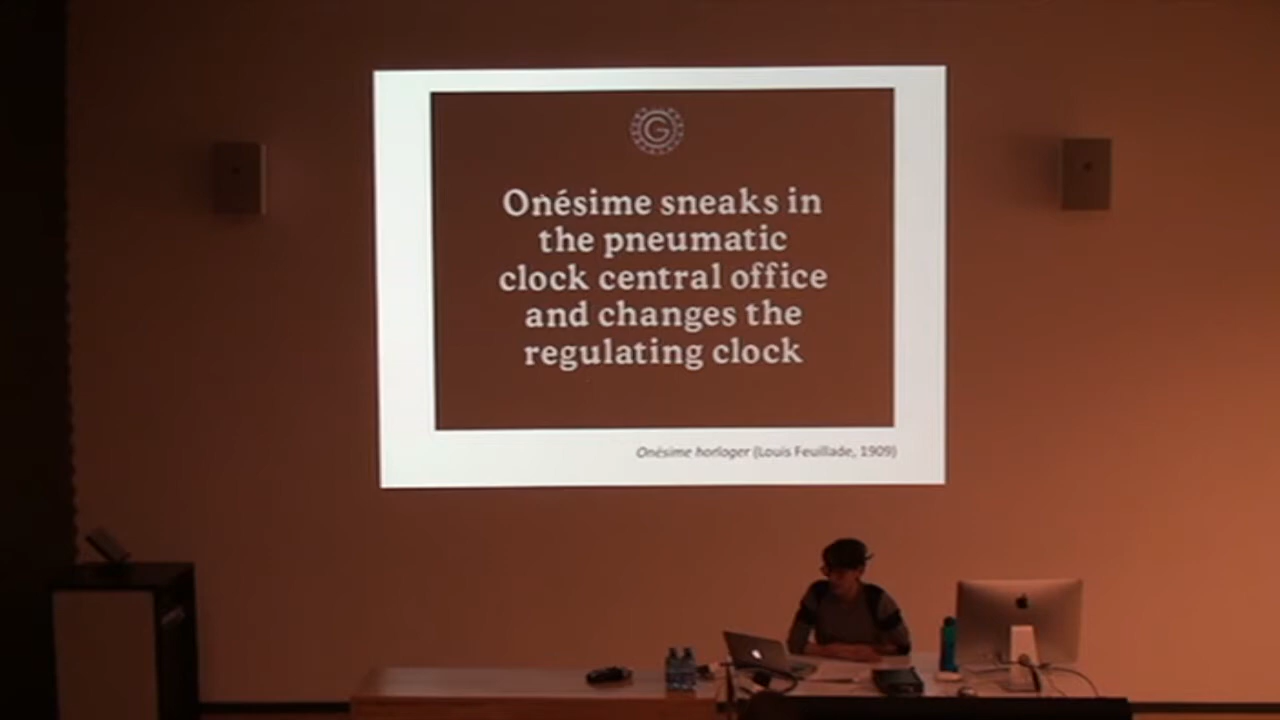 G
Onésime sneaks in
the pneumatic
clock central office
and changes the
regulating clock
Onésime horloger (Louis Feuillade, 1909)